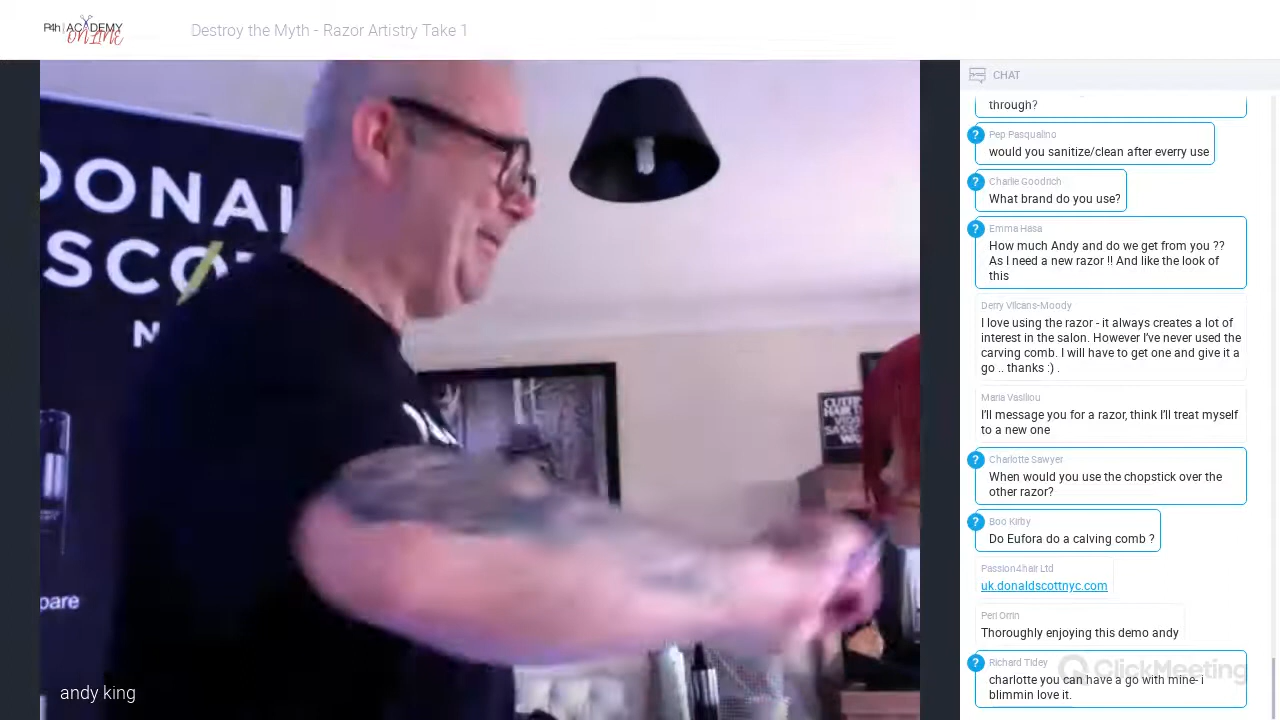 P4h ACADEMY
ONLINE
Destroy the Myth - Razor Artistry Take 1
CHAT
through?
Pep Pasqualino
would you sanitize/clean after everry use
Charlie Goodrich
What brand do you use?
Emma Hasa
How much Andy and do we get from you ??
As I need a new razor !! And like the look of
this
Derry Vilcans-Moody
I love using the razor - it always creates a lot of
interest in the salon. However I've never used the
carving comb. I will have to get one and give it a
go .. thanks :) .
Maria Vasiliou
I'll message you for a razor, think I'll treat myself
to a new one
Charlotte Sawyer
When would you use the chopstick over the
other razor?
Boo Kirby
Do Eufora do a calving comb ?
Passion4hair Ltd
uk.donaldscottnyc.com
Peri Orrin
Thoroughly enjoying this demo andy
Richard Tidey
charlotte you can have a go with mine- i
blimmin love it.
ClickMeeting
DONAL
SCOT
N
pare
CUTTI
HAIR
andy king